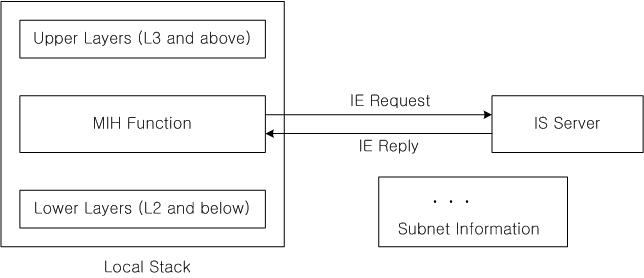 Upper Layers (L3 and above)
MIH Function
IE Request
IE Reply
IS Server
Lower Layers (L2 and below)
. . .
Subnet Information
Local Stack